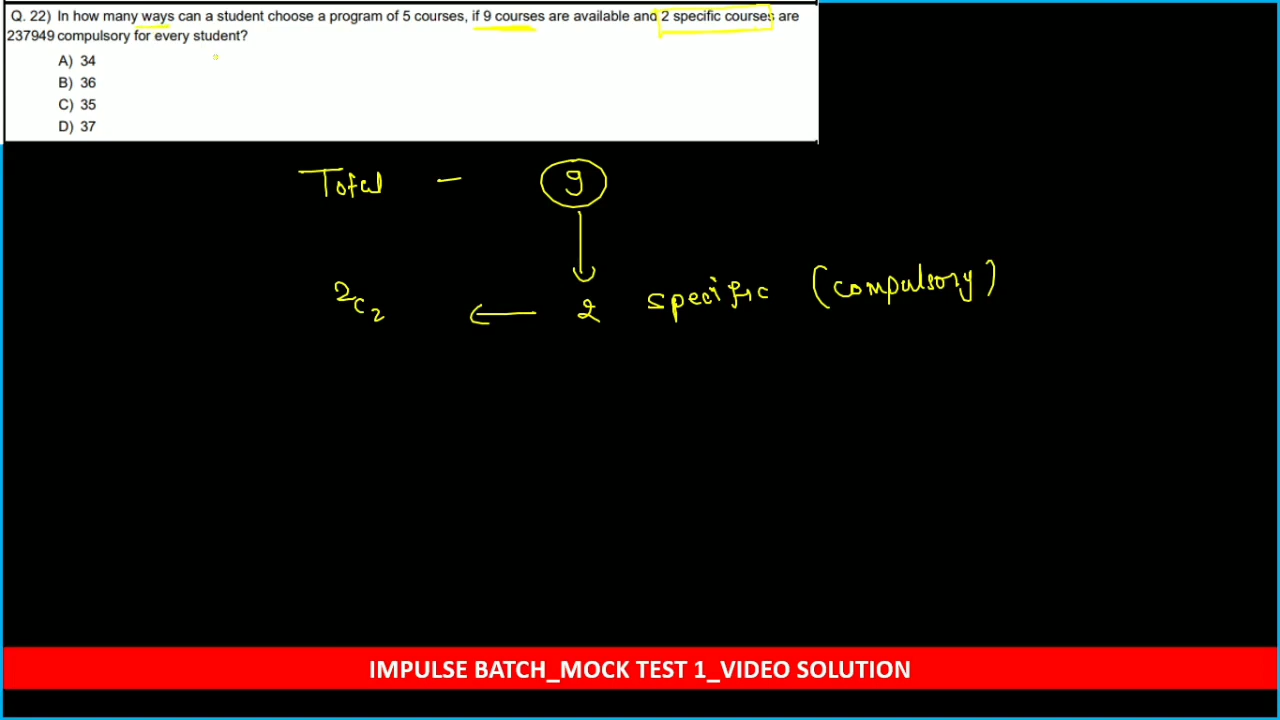 Q. 22) In how many ways can a student choose a program of 5 courses, if 9 courses are available and 2 specific courses are
237949 compulsory for every student?
A) 34
B) 36
C) 35
D) 37
Total - 9
2C2 ← 2 specific (compulsory)
IMPULSE BATCH_MOCK TEST 1_VIDEO SOLUTION